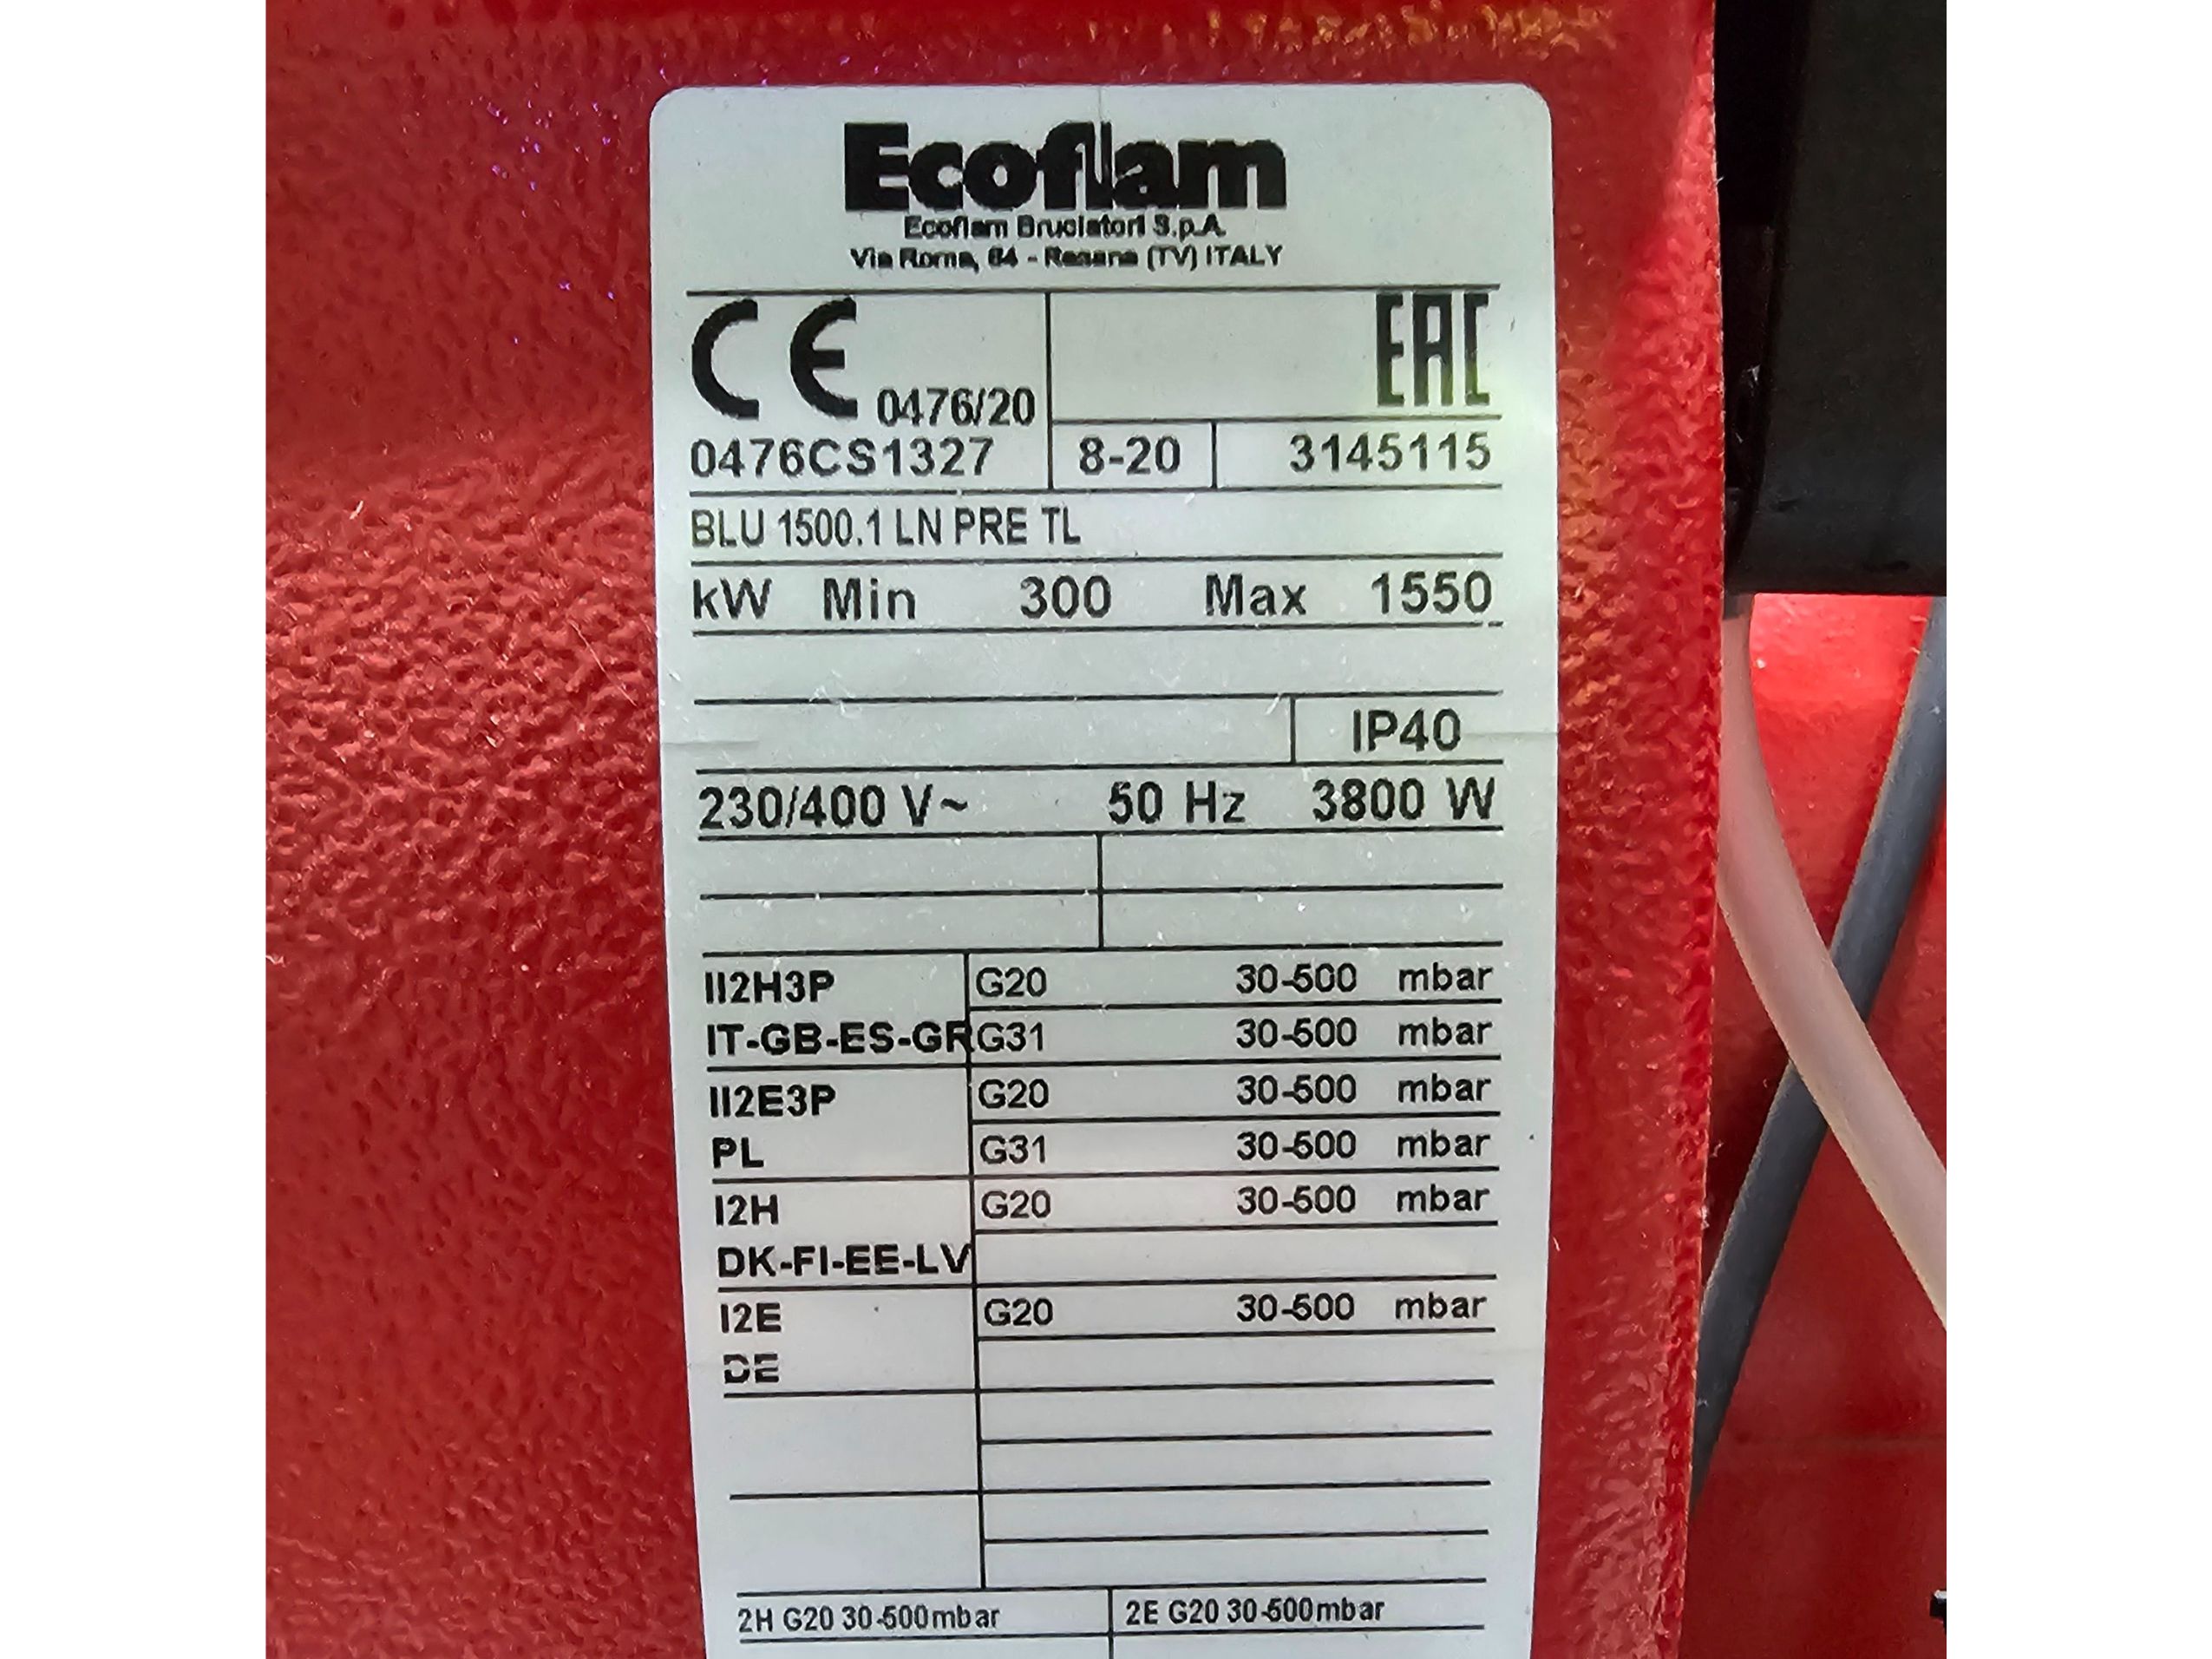 Ecoflam
Ecoflam Bruciatori S.p.A.
Via Roma, 64 - Resana (TV) ITALY
CE 0476/20
EAC
0476CS1327 8-20 3145115
BLU 1500.1 LN PRE TL
kW Min 300 Max 1550
IP40
230/400 V~ 50 Hz 3800 W
II2H3P G20 30-500 mbar
IT-GB-ES-GR G31 30-500 mbar
II2E3P G20 30-500 mbar
PL G31 30-500 mbar
I2H G20 30-500 mbar
DK-FI-EE-LV
I2E G20 30-500 mbar
DE
2H G20 30-500mbar 2E G20 30-500mbar